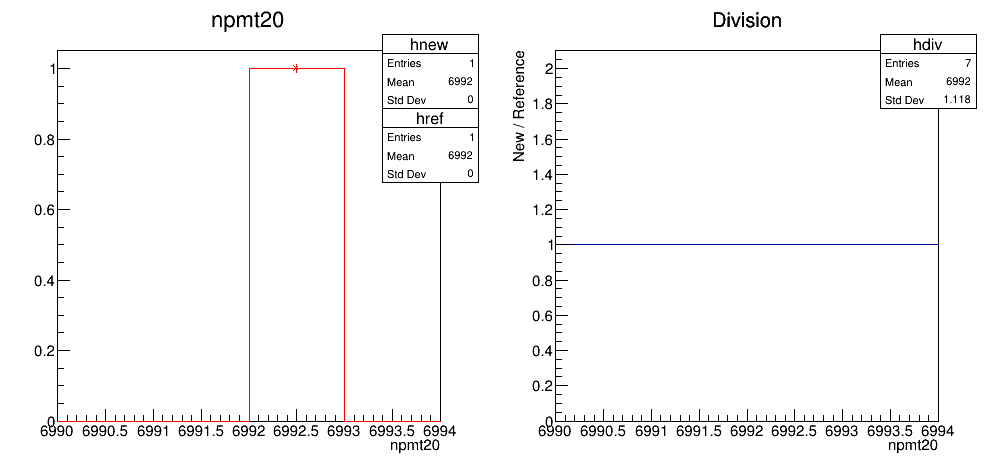 npmt20
hnew
Entries 1
Mean 6992
Std Dev 0
href
Entries 1
Mean 6992
Std Dev 0
1
0.8
0.6
0.4
0.2
0
6990 6990.5 6991 6991.5 6992 6992.5 6993 6993.5 6994
npmt20
Division
hdiv
Entries 7
Mean 6992
Std Dev 1.118
New / Reference
2
1.8
1.6
1.4
1.2
1
0.8
0.6
0.4
0.2
0
6990 6990.5 6991 6991.5 6992 6992.5 6993 6993.5 6994
npmt20